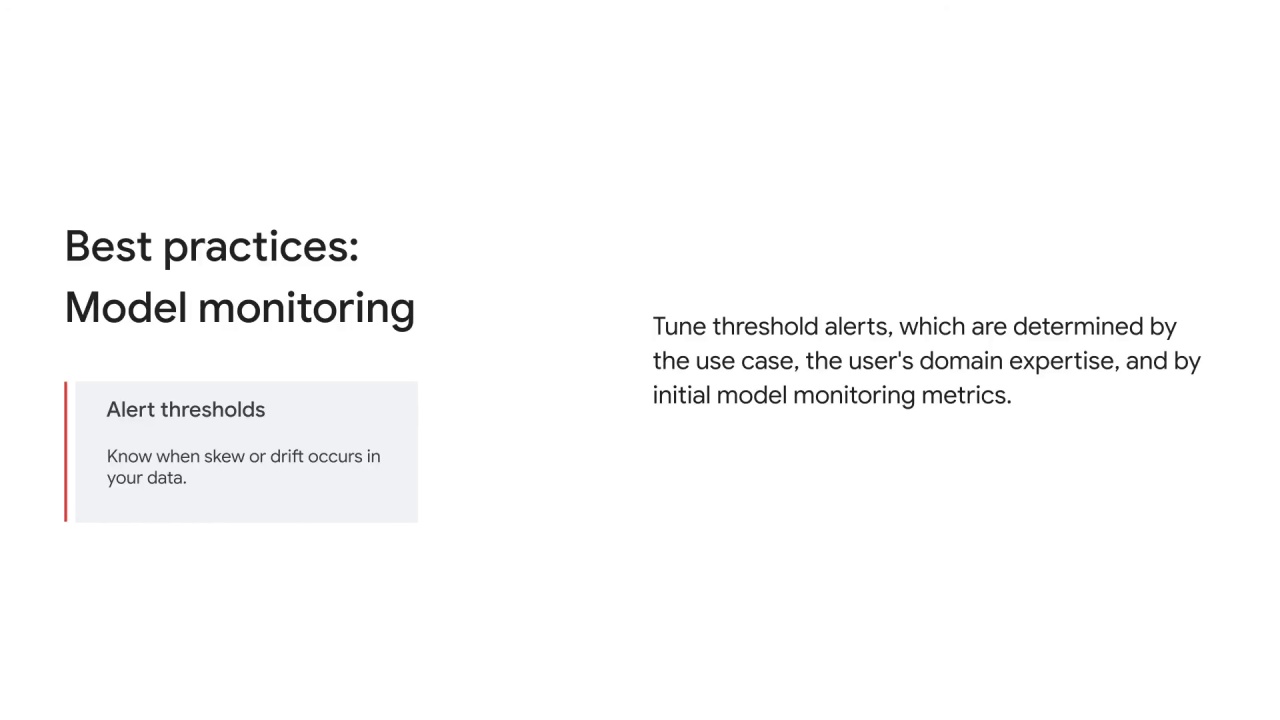 Best practices:
Model monitoring
Alert thresholds
Know when skew or drift occurs in
your data.
Tune threshold alerts, which are determined by
the use case, the user's domain expertise, and by
initial model monitoring metrics.